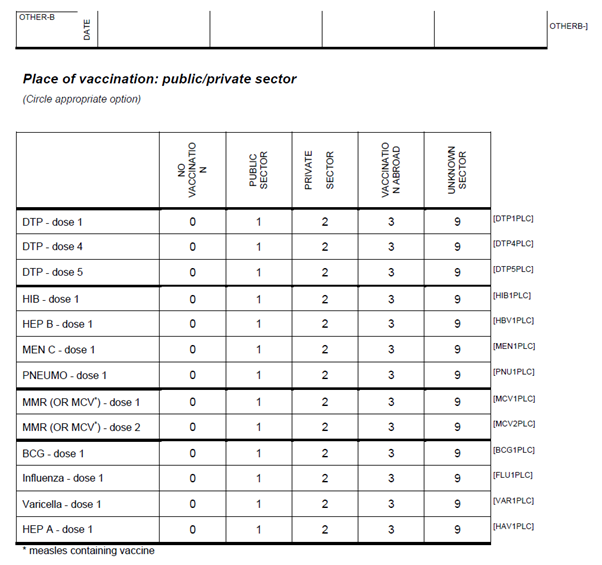 OTHER-B
DATE
OTHERB-]
Place of vaccination: public/private sector
(Circle appropriate option)
NO VACCINATIO N
PUBLIC SECTOR
PRIVATE SECTOR
VACCINATIO N ABROAD
UNKNOWN SECTOR
DTP - dose 1 0 1 2 3 9 [DTP1PLC]
DTP - dose 4 0 1 2 3 9 [DTP4PLC]
DTP - dose 5 0 1 2 3 9 [DTP5PLC]
HIB - dose 1 0 1 2 3 9 [HIB1PLC]
HEP B - dose 1 0 1 2 3 9 [HBV1PLC]
MEN C - dose 1 0 1 2 3 9 [MEN1PLC]
PNEUMO - dose 1 0 1 2 3 9 [PNU1PLC]
MMR (OR MCV*) - dose 1 0 1 2 3 9 [MCV1PLC]
MMR (OR MCV*) - dose 2 0 1 2 3 9 [MCV2PLC]
BCG - dose 1 0 1 2 3 9 [BCG1PLC]
Influenza - dose 1 0 1 2 3 9 [FLU1PLC]
Varicella - dose 1 0 1 2 3 9 [VAR1PLC]
HEP A - dose 1 0 1 2 3 9 [HAV1PLC]
* measles containing vaccine